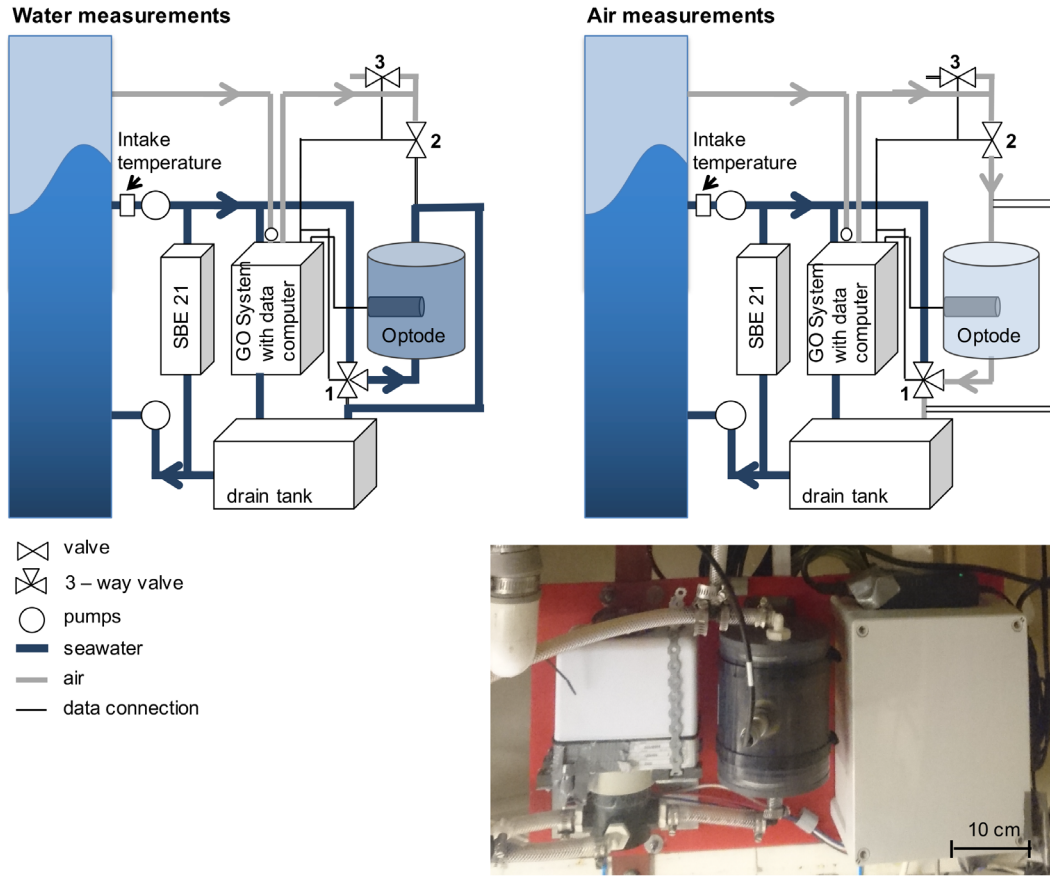 Water measurements
Air measurements
3
2
Intake
temperature
SBE 21
GO System
with data
computer
Optode
1
drain tank
3
2
Intake
temperature
SBE 21
GO System
with data
computer
Optode
1
drain tank
valve
3 – way valve
pumps
seawater
air
data connection
10 cm